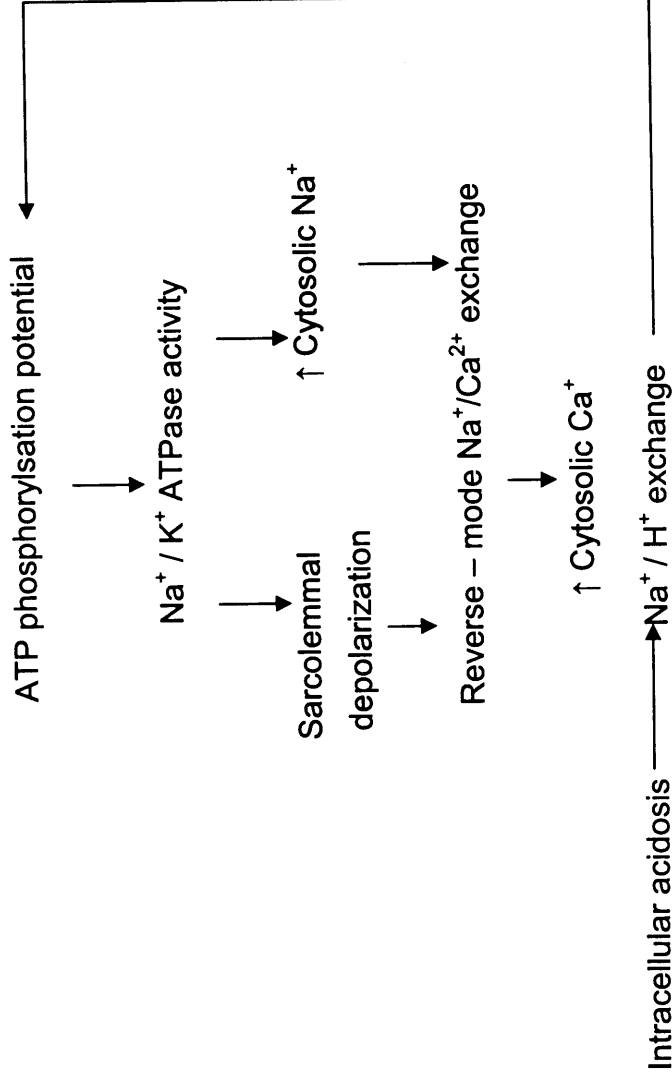 ATP phosphorylsation potential
Na⁺ / K⁺ ATPase activity
Sarcolemmal
depolarization
↑ Cytosolic Na⁺
Reverse – mode Na⁺/Ca²⁺ exchange
↑ Cytosolic Ca⁺
Intracellular acidosis
Na⁺ / H⁺ exchange